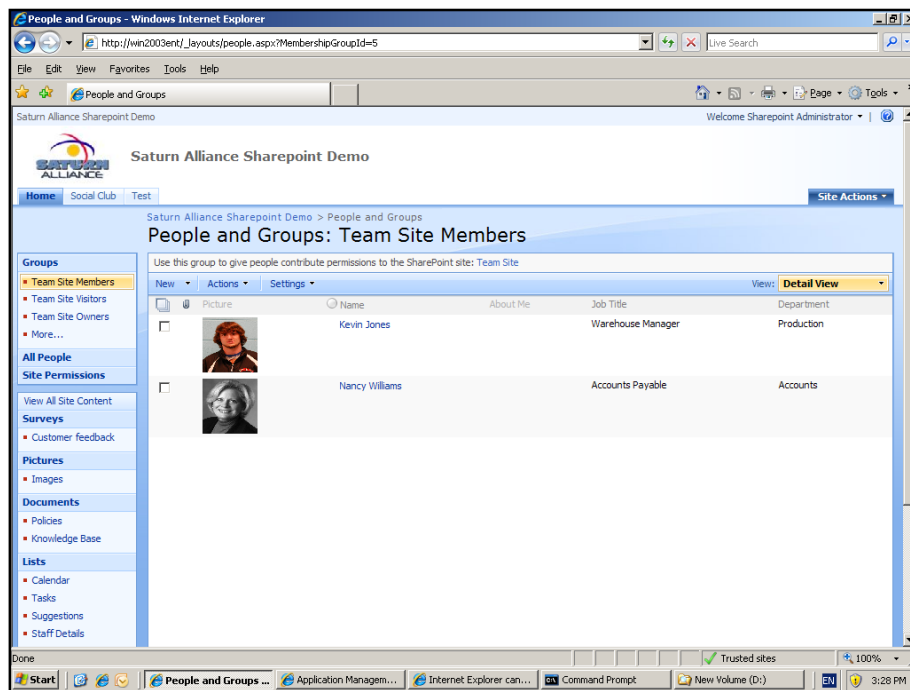 People and Groups - Windows Internet Explorer
http://win2003ent/_layouts/people.aspx?MembershipGroupId=5
Live Search
File Edit View Favorites Tools Help
People and Groups
Page Tools
Saturn Alliance Sharepoint Demo
Welcome Sharepoint Administrator
SATURN
ALLIANCE
Saturn Alliance Sharepoint Demo
Home Social Club Test
Site Actions
Saturn Alliance Sharepoint Demo > People and Groups
People and Groups: Team Site Members
Groups
Team Site Members
Team Site Visitors
Team Site Owners
More...
All People
Site Permissions
View All Site Content
Surveys
Customer feedback
Pictures
Images
Documents
Policies
Knowledge Base
Lists
Calendar
Tasks
Suggestions
Staff Details
Use this group to give people contribute permissions to the SharePoint site: Team Site
New Actions Settings
View: Detail View
Picture Name About Me Job Title Department
Kevin Jones Warehouse Manager Production
Nancy Williams Accounts Payable Accounts
Done
Trusted sites
100%
Start
People and Groups ...
Application Managem...
Internet Explorer can...
Command Prompt
New Volume (D:)
EN
3:28 PM